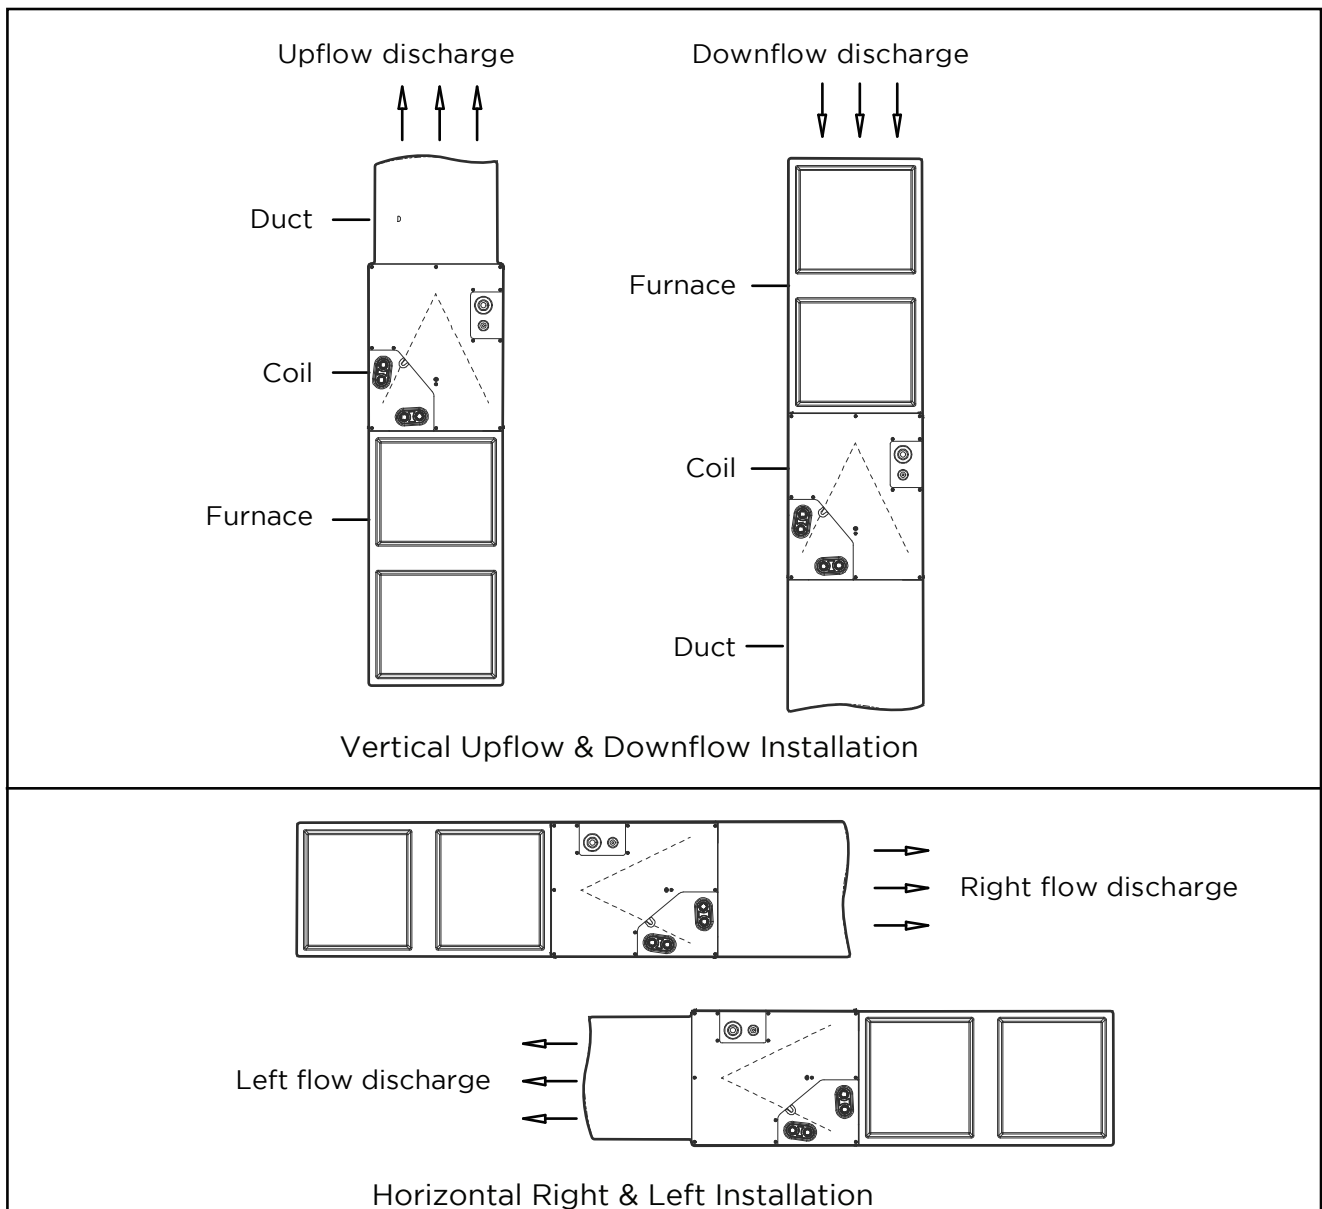 Upflow discharge
Downflow discharge
Duct
Coil
Furnace
Furnace
Coil
Duct
Vertical Upflow & Downflow Installation
Right flow discharge
Left flow discharge
Horizontal Right & Left Installation